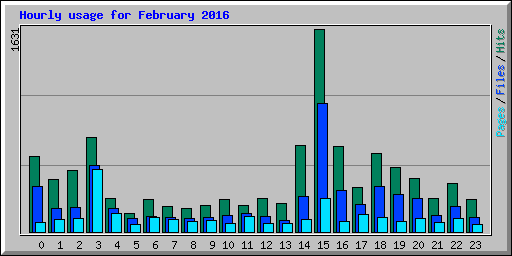 Hourly usage for February 2016
1631
Pages/Files/Hits
0 1 2 3 4 5 6 7 8 9 10 11 12 13 14 15 16 17 18 19 20 21 22 23